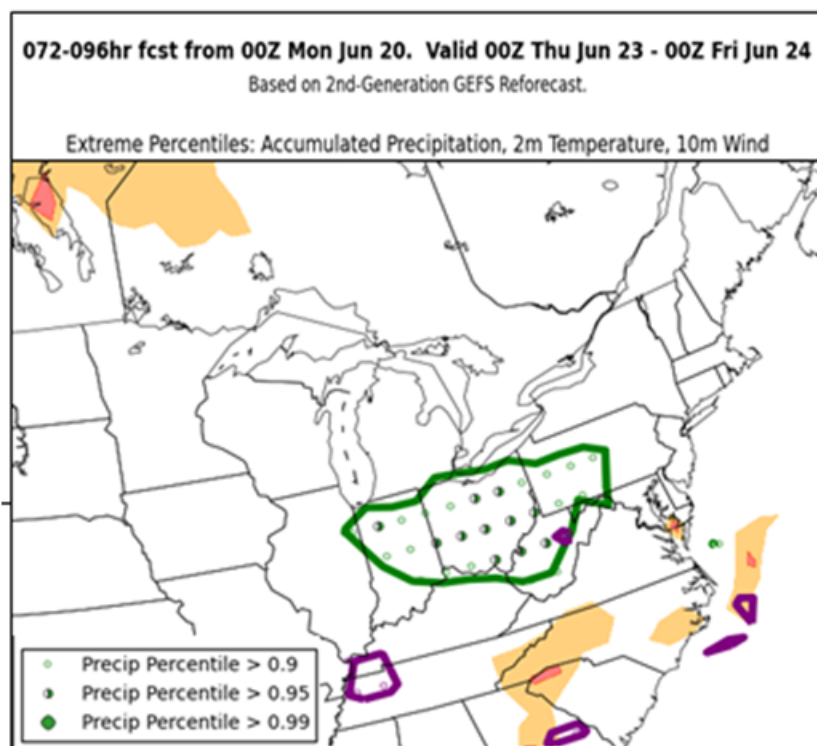 072-096hr fcst from 00Z Mon Jun 20.  Valid 00Z Thu Jun 23 - 00Z Fri Jun 24
Based on 2nd-Generation GEFS Reforecast.
Extreme Percentiles: Accumulated Precipitation, 2m Temperature, 10m Wind
Precip Percentile > 0.9
Precip Percentile > 0.95
Precip Percentile > 0.99